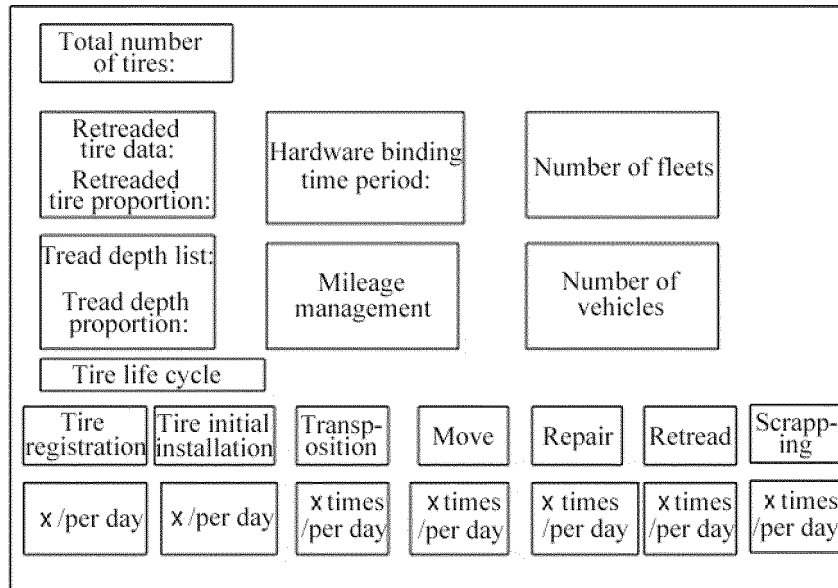 Total number
of tires:
Retreaded
tire data:
Retreaded
tire proportion:
Hardware binding
time period:
Number of fleets
Tread depth list:
Tread depth
proportion:
Mileage
management
Number of
vehicles
Tire life cycle
Tire
registration
Tire initial
installation
Transp-
osition
Move
Repair
Retread
Scrapp-
ing
x /per day
x /per day
x times
/per day
x times
/per day
x times
/per day
x times
/per day
x times
/per day